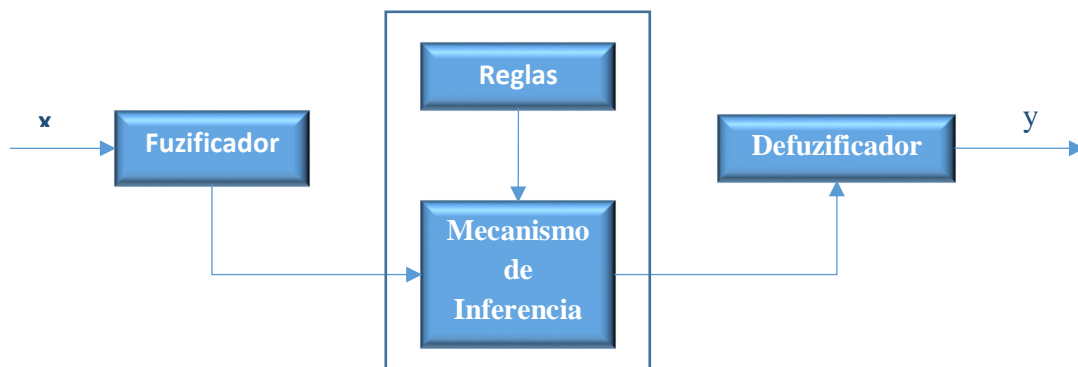 Reglas
x
Fuzificador
Defuzificador
y
Mecanismo
de
Inferencia